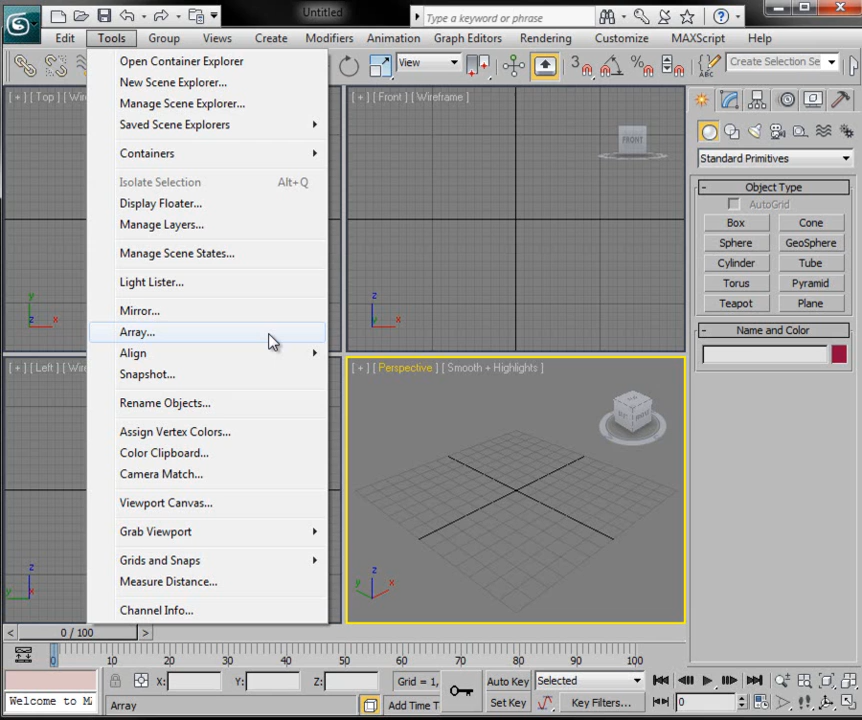 Untitled
Type a keyword or phrase
Edit Tools Group Views Create Modifiers Animation Graph Editors Rendering Customize MAXScript Help
View
3
%
ABC
Create Selection Se
Open Container Explorer
New Scene Explorer...
Manage Scene Explorer...
Saved Scene Explorers
Containers
Isolate Selection Alt+Q
Display Floater...
Manage Layers...
Manage Scene States...
Light Lister...
Mirror...
Array...
Align
Snapshot...
Rename Objects...
Assign Vertex Colors...
Color Clipboard...
Camera Match...
Viewport Canvas...
Grab Viewport
Grids and Snaps
Measure Distance...
Channel Info...
[ + ] [ Top ] [ Wire
[ + ] [ Front ] [ Wireframe ]
FRONT
y
z x
z
x
[ + ] [ Left ] [ Wire
[ + ] [ Perspective ] [ Smooth + Highlights ]
z
y
z
y x
Standard Primitives
- Object Type
AutoGrid
Box Cone
Sphere GeoSphere
Cylinder Tube
Torus Pyramid
Teapot Plane
- Name and Color
< 0 / 100 >
0 10 20 30 40 50 60 70 80 90 100
X: Y: Z: Grid = 1, Auto Key Selected
Welcome to MA Array Add Time T Set Key Key Filters... 0